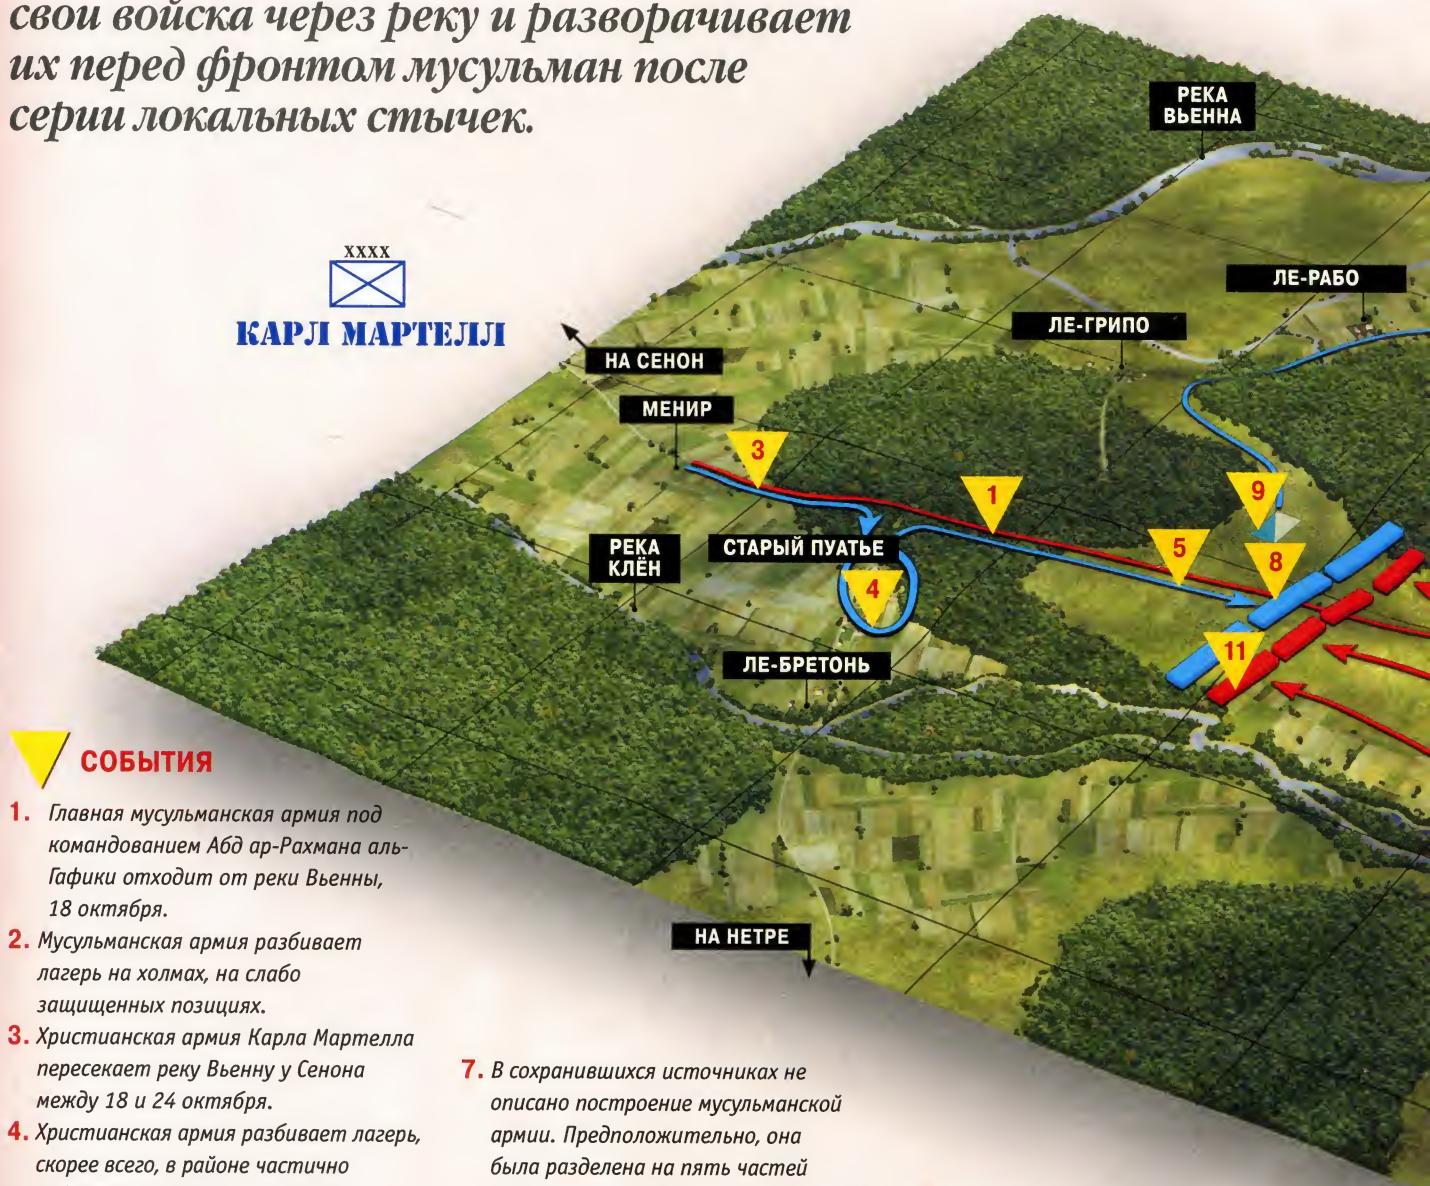 свои войска через реку и разворачивает
их перед фронтом мусульман после
серии локальных стычек.
РЕКА
ВЬЕННА
XXXX
КАРЛ МАРТЕЛЛ
ЛЕ-РАБО
ЛЕ-ГРИПО
НА СЕНОН
МЕНИР
3
1
9
РЕКА
КЛЁН
СТАРЫЙ ПУАТЬЕ
5
8
4
11
ЛЕ-БРЕТОНЬ
НА НЕТРЕ
СОБЫТИЯ
1. Главная мусульманская армия под
командованием Абд ар-Рахмана аль-
Гафики отходит от реки Вьенны,
18 октября.
2. Мусульманская армия разбивает
лагерь на холмах, на слабо
защищенных позициях.
3. Христианская армия Карла Мартелла
пересекает реку Вьенну у Сенона
между 18 и 24 октября.
4. Христианская армия разбивает лагерь,
скорее всего, в районе частично
7. В сохранившихся источниках не
описано построение мусульманской
армии. Предположительно, она
была разделена на пять частей